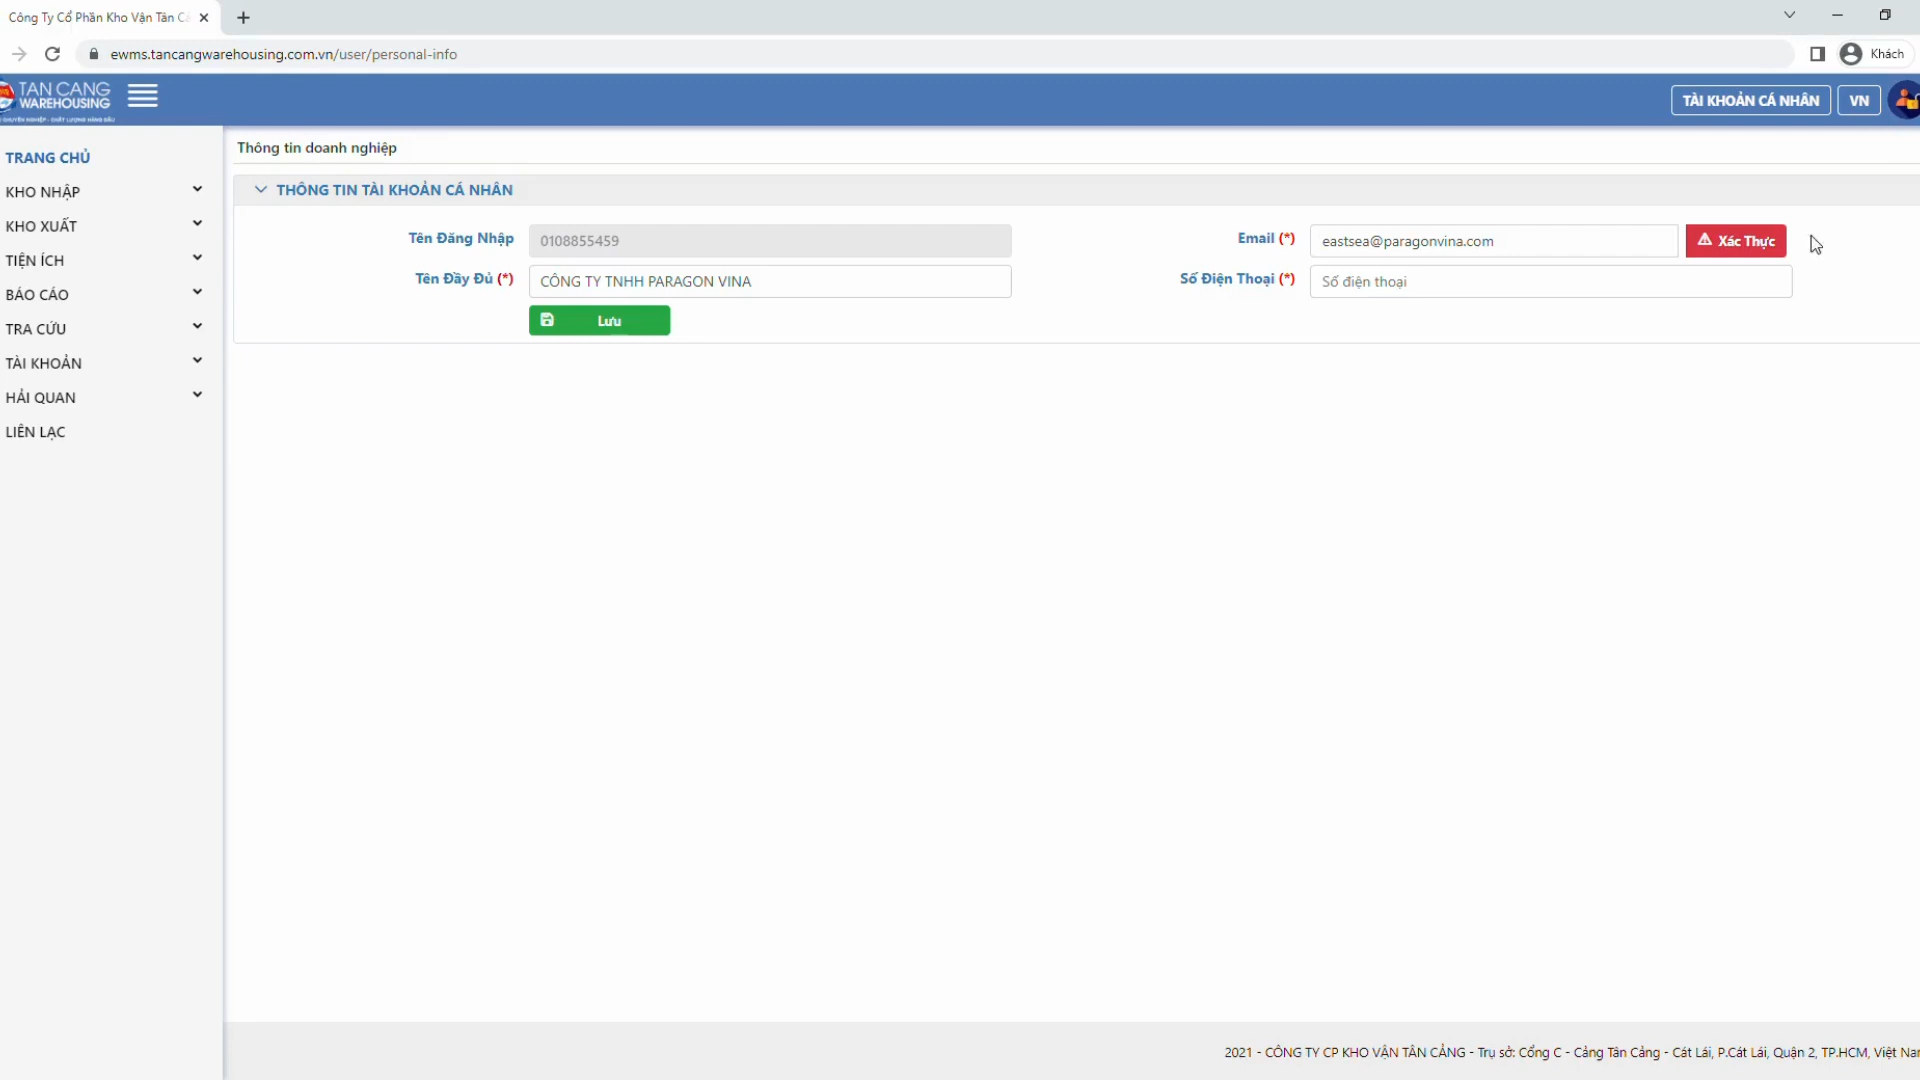 Công Ty Cổ Phần Kho Vận Tân C
ewms.tancangwarehousing.com.vn/user/personal-info
Khách
TAN CANG
WAREHOUSING
TÀI KHOẢN CÁ NHÂN
VN
TRANG CHỦ
KHO NHẬP
KHO XUẤT
TIỆN ÍCH
BÁO CÁO
TRA CỨU
TÀI KHOẢN
HẢI QUAN
LIÊN LẠC
Thông tin doanh nghiệp
THÔNG TIN TÀI KHOẢN CÁ NHÂN
Tên Đăng Nhập 0108855459
Email (*) eastsea@paragonvina.com Xác Thực
Tên Đầy Đủ (*) CÔNG TY TNHH PARAGON VINA
Số Điện Thoại (*) Số điện thoại
Lưu
2021 - CÔNG TY CP KHO VẬN TÂN CẢNG - Trụ sở: Cổng C - Cảng Tân Cảng - Cát Lái, P.Cát Lái, Quận 2, TP.HCM, Việt Na